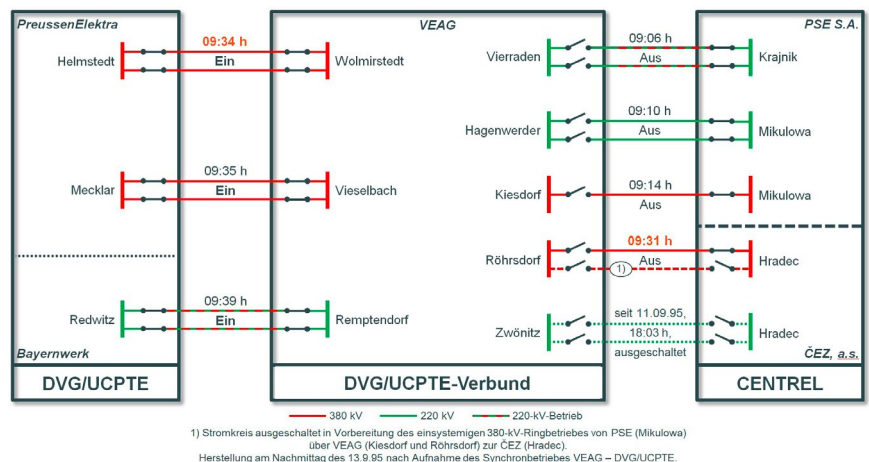 PreussenElektra
VEAG
PSE S.A.
Helmstedt
09:34 h
Ein
Wolmirstedt
Vierraden
09:06 h
Aus
Krajnik
Hagenwerder
09:10 h
Aus
Mikulowa
Mecklar
09:35 h
Ein
Vieselbach
Kiesdorf
09:14 h
Aus
Mikulowa
Röhrsdorf
09:31 h
Aus
1)
Hradec
Redwitz
09:39 h
Ein
Remptendorf
Zwönitz
seit 11.09.95,
18:03 h,
ausgeschaltet
Hradec
Bayernwerk
ČEZ, a.s.
DVG/UCPTE
DVG/UCPTE-Verbund
CENTREL
380 kV 220 kV 220-kV-Betrieb
1) Stromkreis ausgeschaltet in Vorbereitung des einsystemigen 380-kV-Ringbetriebes von PSE (Mikulowa)
über VEAG (Kiesdorf und Röhrsdorf) zur ČEZ (Hradec).
Herstellung am Nachmittag des 13.9.95 nach Aufnahme des Synchronbetriebes VEAG – DVG/UCPTE.